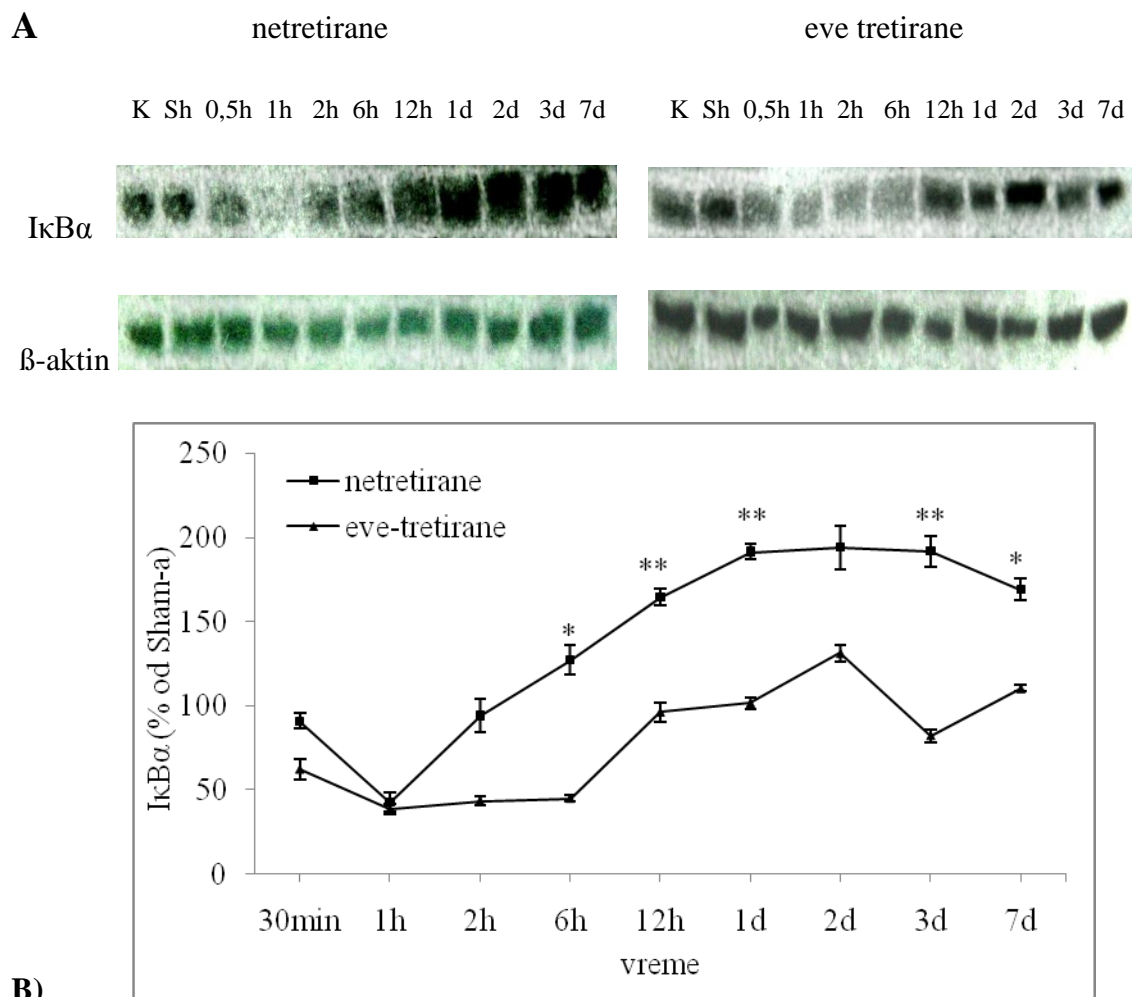 A
netretirane eve tretirane
K Sh 0,5h 1h 2h 6h 12h 1d 2d 3d 7d K Sh 0,5h 1h 2h 6h 12h 1d 2d 3d 7d
IκBα
ß-aktin
250
200
150
100
50
0
IκBα (% od Sham-a)
netretirane
eve-tretirane
* ** ** ** *
30min 1h 2h 6h 12h 1d 2d 3d 7d
vreme
B)